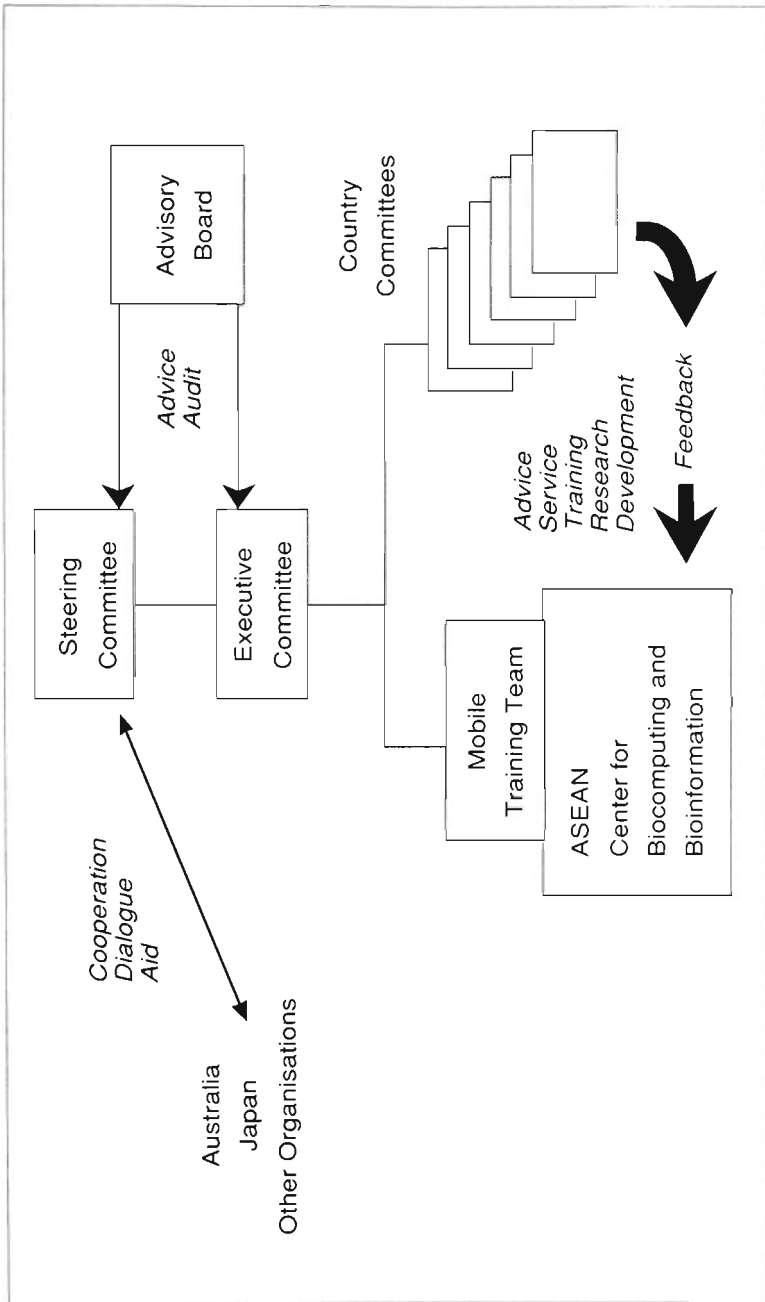 Cooperation
Dialogue
Aid
Australia
Japan
Other Organisations
Steering
Committee
Advice
Audit
Advisory
Board
Executive
Committee
Mobile
Training Team
ASEAN
Center for
Biocomputing and
Bioinformation
Country
Committees
Advice
Service
Training
Research
Development
Feedback